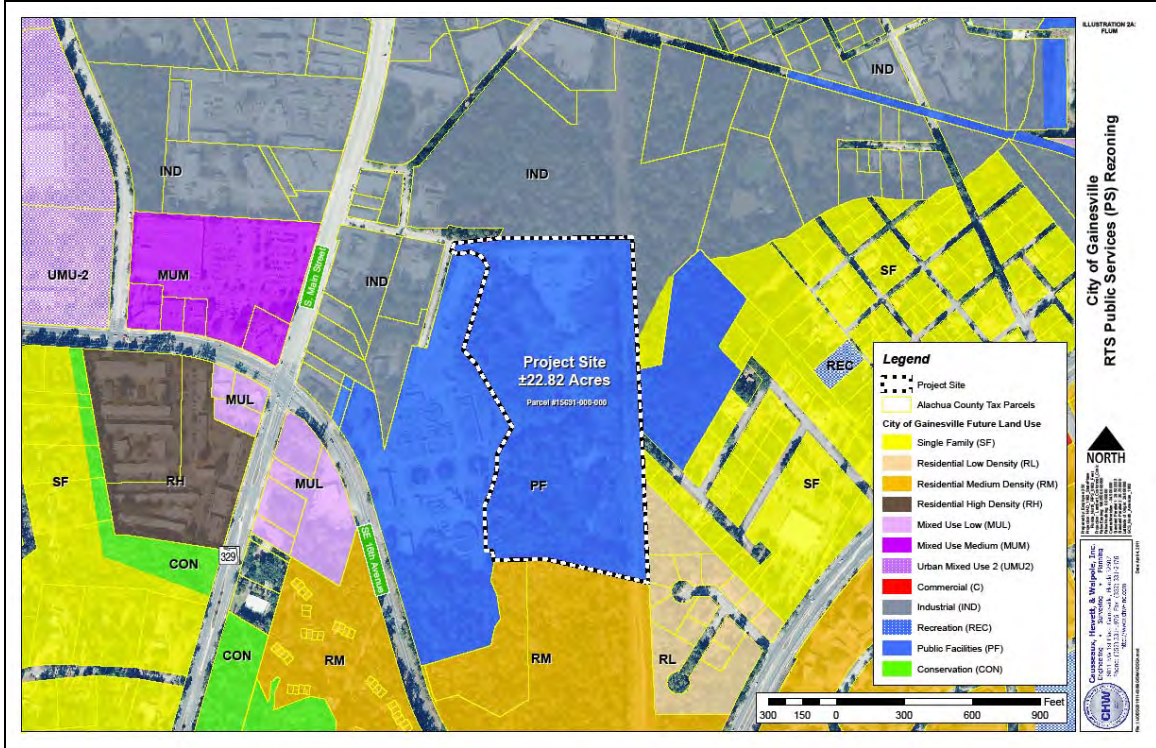 ILLUSTRATION 2A:
FLUM
City of Gainesville
RTS Public Services (PS) Rezoning
NORTH
Causseaux, Hewett, & Walpole, Inc.
Engineering • Surveying • Planning
CHW
IND
IND
IND
UMU-2
MUM
S. Main Street
IND
SF
REC
Project Site
±22.82 Acres
Parcel #15691-000-000
MUL
MUL
SF
RH
PF
SF
CON
329
SE 16th Avenue
CON
RM
RM
RL
Legend
Project Site
Alachua County Tax Parcels
City of Gainesville Future Land Use
Single Family (SF)
Residential Low Density (RL)
Residential Medium Density (RM)
Residential High Density (RH)
Mixed Use Low (MUL)
Mixed Use Medium (MUM)
Urban Mixed Use 2 (UMU2)
Commercial (C)
Industrial (IND)
Recreation (REC)
Public Facilities (PF)
Conservation (CON)
Feet
300 150 0 300 600 900